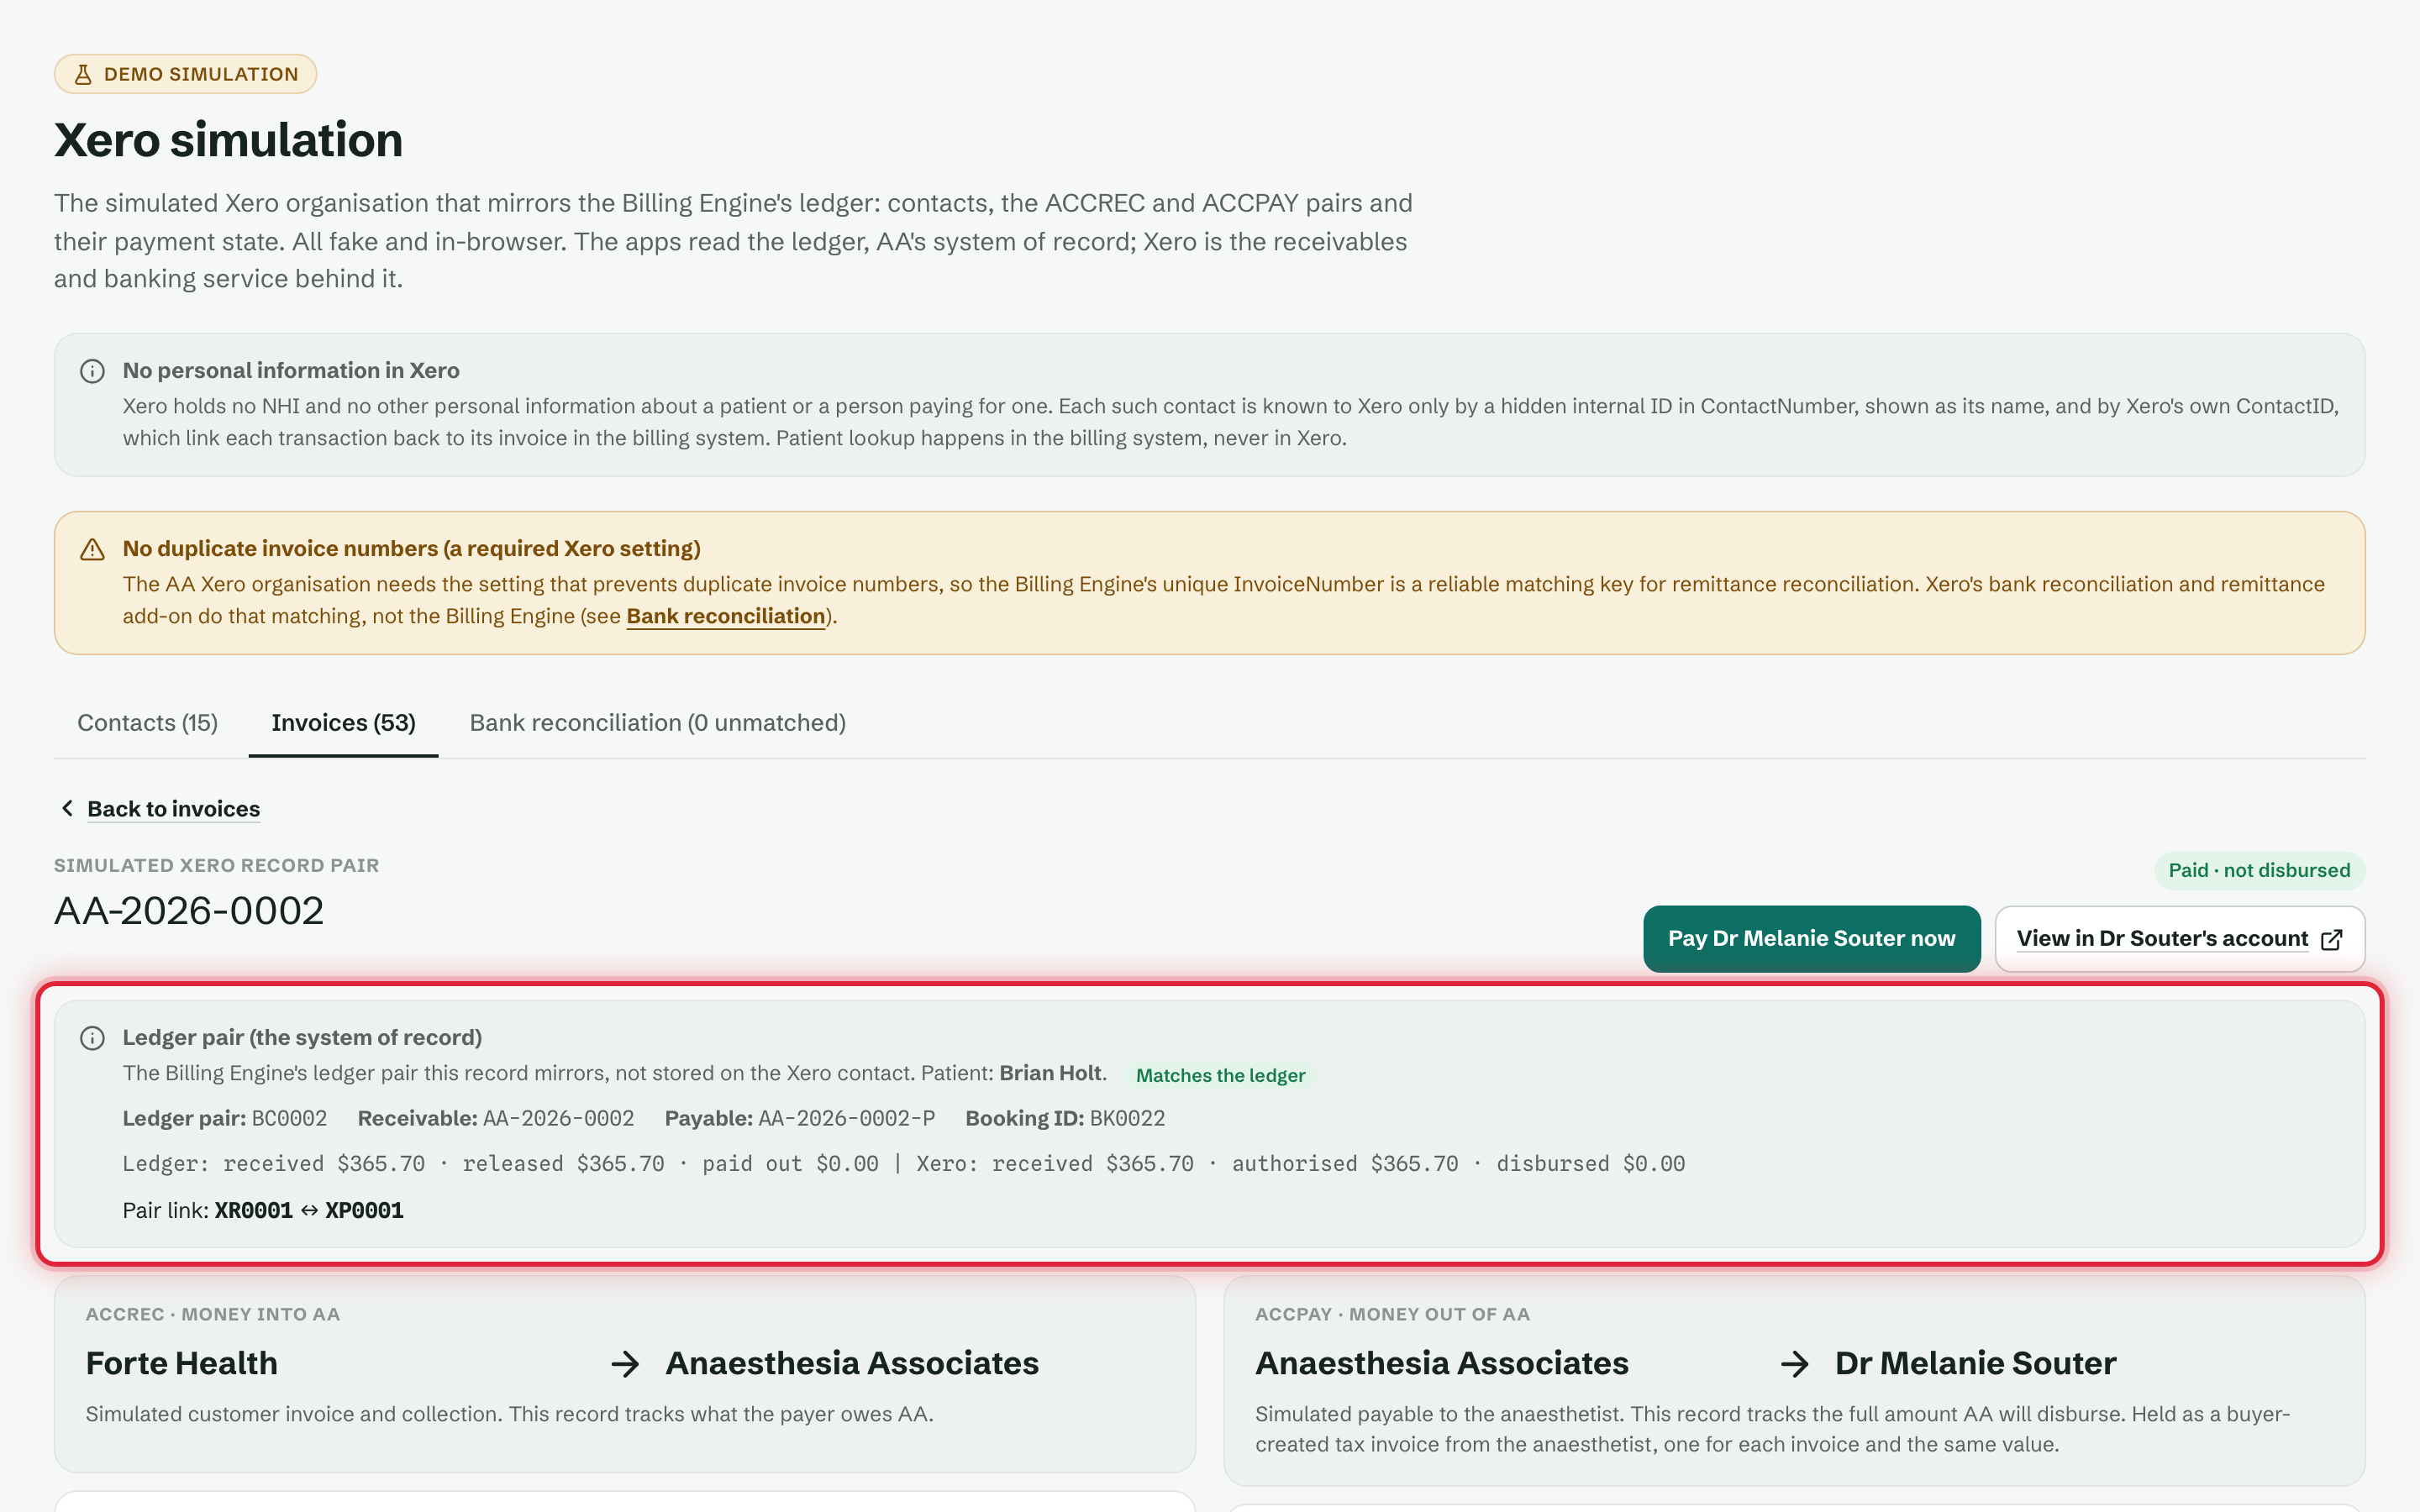 DEMO SIMULATION
Xero simulation
The simulated Xero organisation that mirrors the Billing Engine's ledger: contacts, the ACCREC and ACCPAY pairs and
their payment state. All fake and in-browser. The apps read the ledger, AA's system of record; Xero is the receivables
and banking service behind it.
No personal information in Xero
Xero holds no NHI and no other personal information about a patient or a person paying for one. Each such contact is known to Xero only by a hidden internal ID in ContactNumber, shown as its name, and by Xero's own ContactID,
which link each transaction back to its invoice in the billing system. Patient lookup happens in the billing system, never in Xero.
No duplicate invoice numbers (a required Xero setting)
The AA Xero organisation needs the setting that prevents duplicate invoice numbers, so the Billing Engine's unique InvoiceNumber is a reliable matching key for remittance reconciliation. Xero's bank reconciliation and remittance
add-on do that matching, not the Billing Engine (see Bank reconciliation).
Contacts (15) Invoices (53) Bank reconciliation (0 unmatched)
Back to invoices
SIMULATED XERO RECORD PAIR
AA-2026-0002
Paid · not disbursed
Pay Dr Melanie Souter now View in Dr Souter's account
Ledger pair (the system of record)
The Billing Engine's ledger pair this record mirrors, not stored on the Xero contact. Patient: Brian Holt. Matches the ledger
Ledger pair: BC0002 Receivable: AA-2026-0002 Payable: AA-2026-0002-P Booking ID: BK0022
Ledger: received $365.70 · released $365.70 · paid out $0.00 | Xero: received $365.70 · authorised $365.70 · disbursed $0.00
Pair link: XR0001 ↔ XP0001
ACCREC · MONEY INTO AA
Forte Health → Anaesthesia Associates
Simulated customer invoice and collection. This record tracks what the payer owes AA.
ACCPAY · MONEY OUT OF AA
Anaesthesia Associates → Dr Melanie Souter
Simulated payable to the anaesthetist. This record tracks the full amount AA will disburse. Held as a buyer-
created tax invoice from the anaesthetist, one for each invoice and the same value.